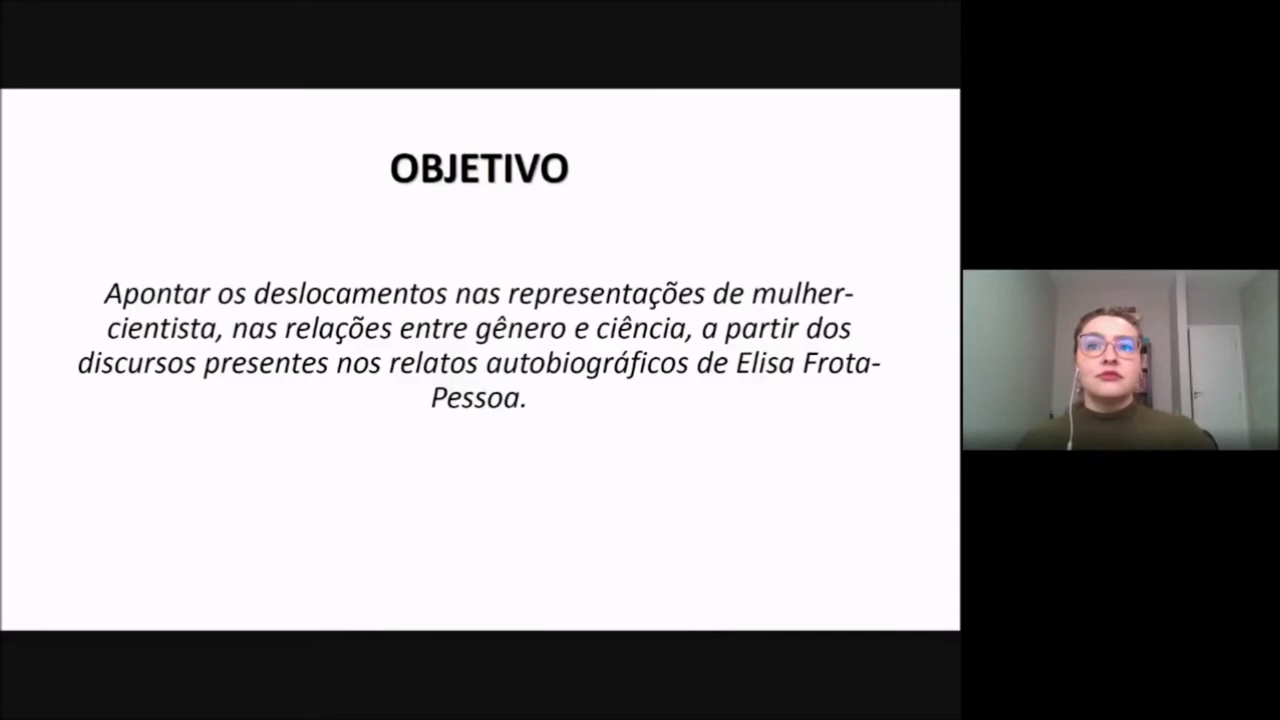 OBJETIVO
Apontar os deslocamentos nas representações de mulher-
cientista, nas relações entre gênero e ciência, a partir dos
discursos presentes nos relatos autobiográficos de Elisa Frota-
Pessoa.